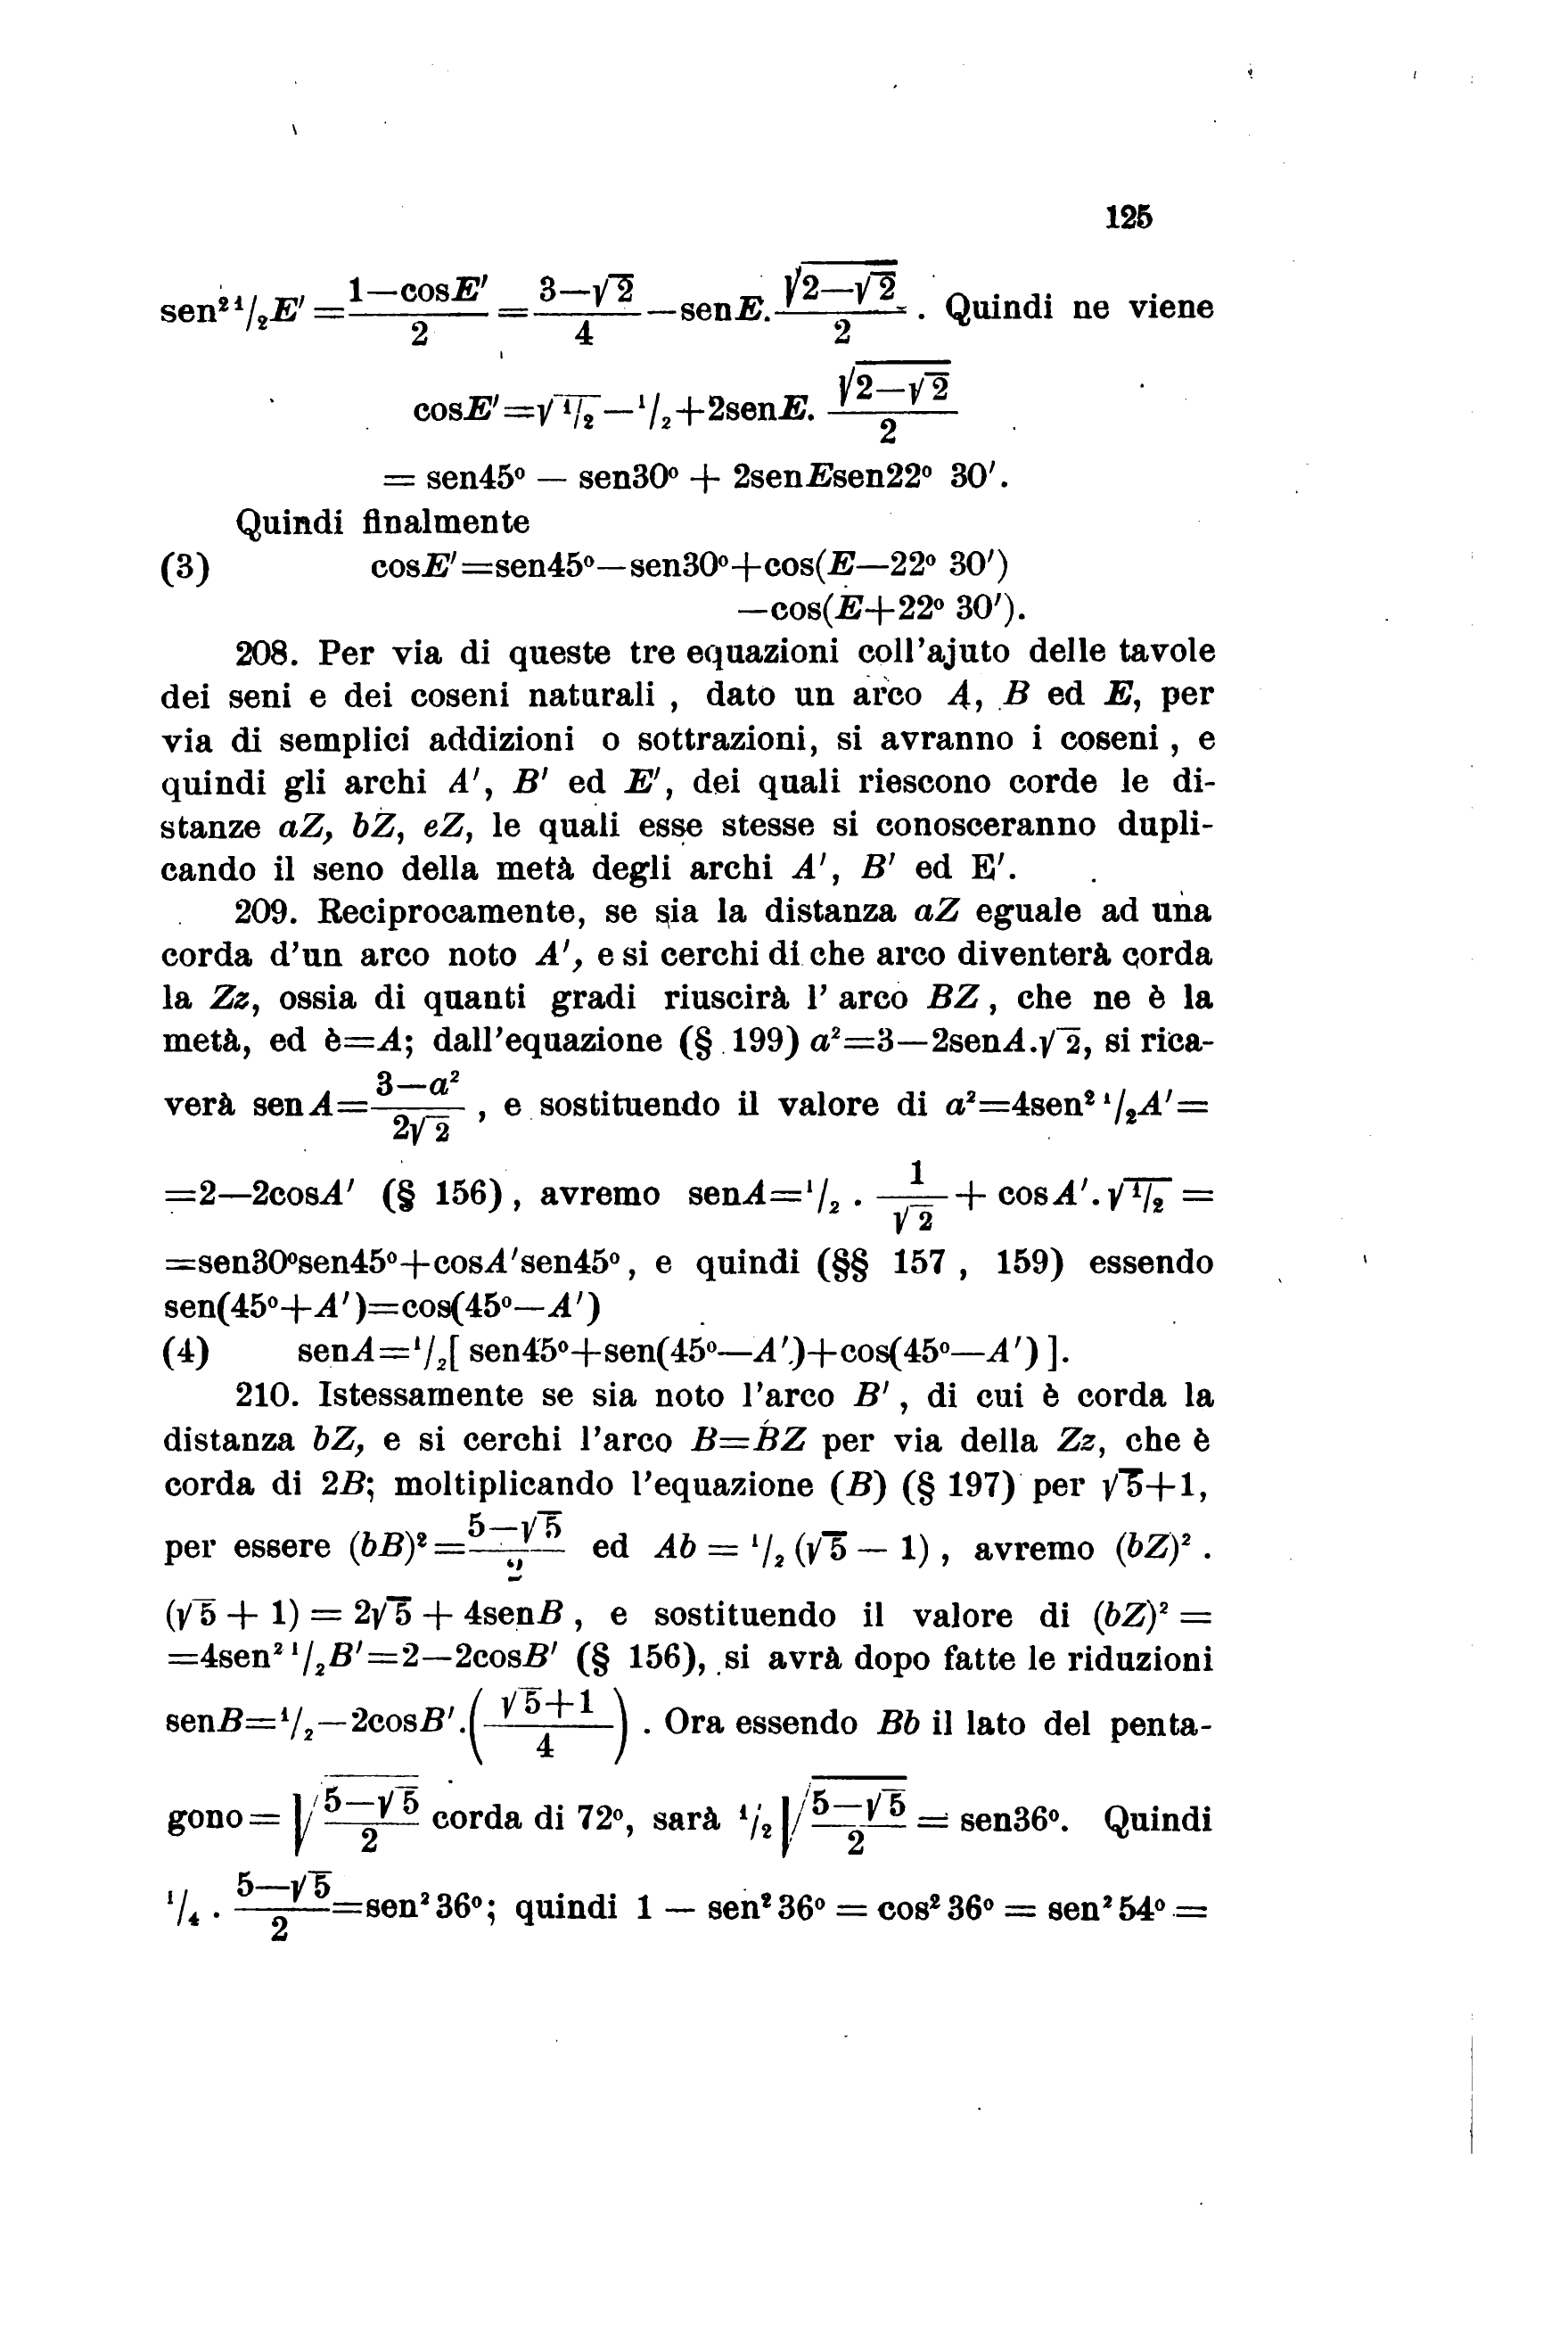 125
sen² ¹/₂E′ = (1—cosE′)/2 = (3—√2)/4 — senE. √(2—√2)/2 . Quindi ne viene
cosE′=√¹/₂—¹/₂+2senE. √(2—√2)/2
= sen45° — sen30° + 2senEsen22° 30′.
Quindi finalmente
(3) cosE′=sen45°—sen30°+cos(E—22° 30′)
—cos(E+22° 30′).
208. Per via di queste tre equazioni coll'ajuto delle tavole
dei seni e dei coseni naturali , dato un arco A, B ed E, per
via di semplici addizioni o sottrazioni, si avranno i coseni , e
quindi gli archi A′, B′ ed E′, dei quali riescono corde le di-
stanze aZ, bZ, eZ, le quali esse stesse si conosceranno dupli-
cando il seno della metà degli archi A′, B′ ed E′.
209. Reciprocamente, se sia la distanza aZ eguale ad una
corda d'un arco noto A′, e si cerchi di che arco diventerà corda
la Zz, ossia di quanti gradi riuscirà l' arco BZ, che ne è la
metà, ed è=A; dall'equazione (§ 199) a²=3—2senA.√2, si rica-
verà senA=(3—a²)/(2√2) , e sostituendo il valore di a²=4sen² ¹/₂A′=
=2—2cosA′ (§ 156), avremo senA=¹/₂ . 1/√2 + cosA′.√¹/₂ =
=sen30°sen45°+cosA′sen45°, e quindi (§§ 157 , 159) essendo
sen(45°+A′)=cos(45°—A′)
(4) senA=¹/₂[ sen45°+sen(45°—A′)+cos(45°—A′) ].
210. Istessamente se sia noto l'arco B′ , di cui è corda la
distanza bZ, e si cerchi l'arco B=BZ per via della Zz, che è
corda di 2B; moltiplicando l'equazione (B) (§ 197) per √5+1,
per essere (bB)²=(5—√5)/2 ed Ab = ¹/₂ (√5 — 1) , avremo (bZ)² .
(√5 + 1) = 2√5 + 4senB , e sostituendo il valore di (bZ)² =
=4sen² ¹/₂B′=2—2cosB′ (§ 156), si avrà dopo fatte le riduzioni
senB=¹/₂—2cosB′.((√5+1)/4) . Ora essendo Bb il lato del penta-
gono = √((5—√5)/2) corda di 72°, sarà ¹/₂ √((5—√5)/2) = sen36°. Quindi
¹/₄ . (5—√5)/2=sen²36°; quindi 1 — sen²36° = cos²36° = sen²54° =